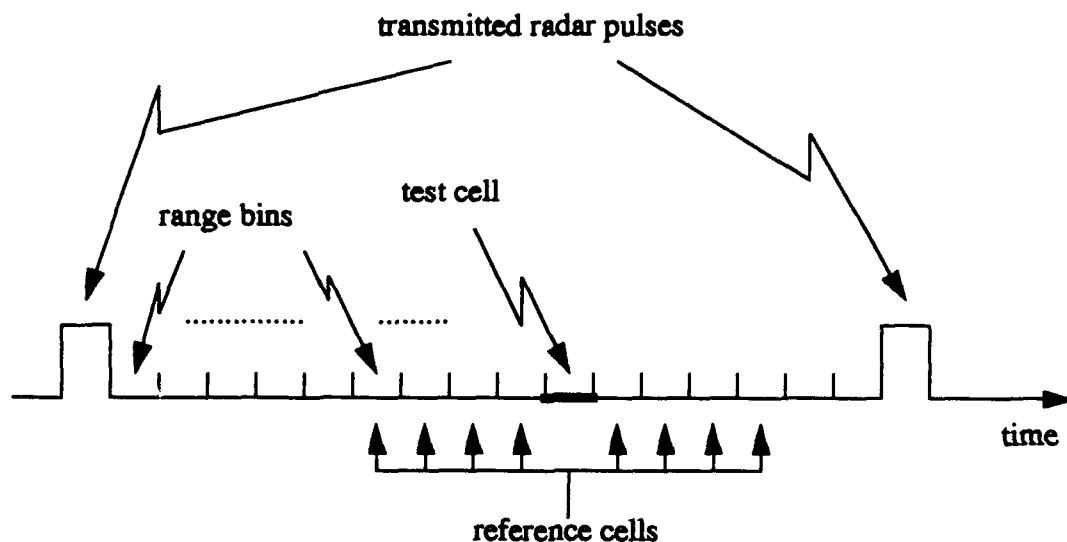 transmitted radar pulses
test cell
range bins
time
reference cells